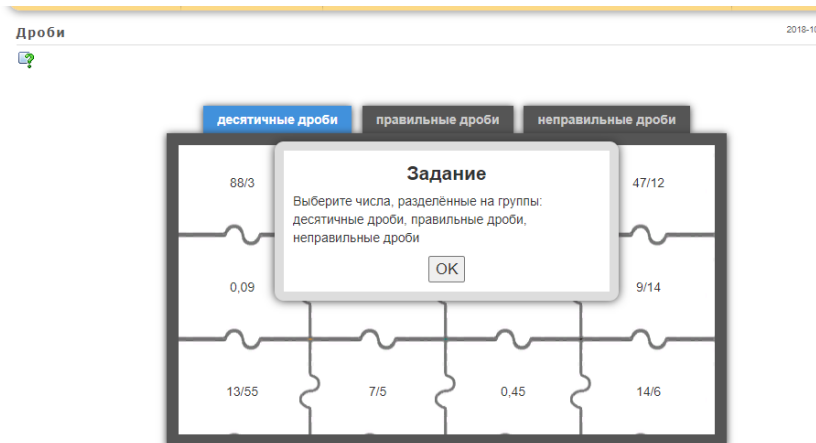 Дроби
2018-10
десятичные дроби правильные дроби неправильные дроби
88/3
47/12
Задание
Выберите числа, разделённые на группы:
десятичные дроби, правильные дроби,
неправильные дроби
OK
0,09
9/14
13/55 7/5 0,45 14/6